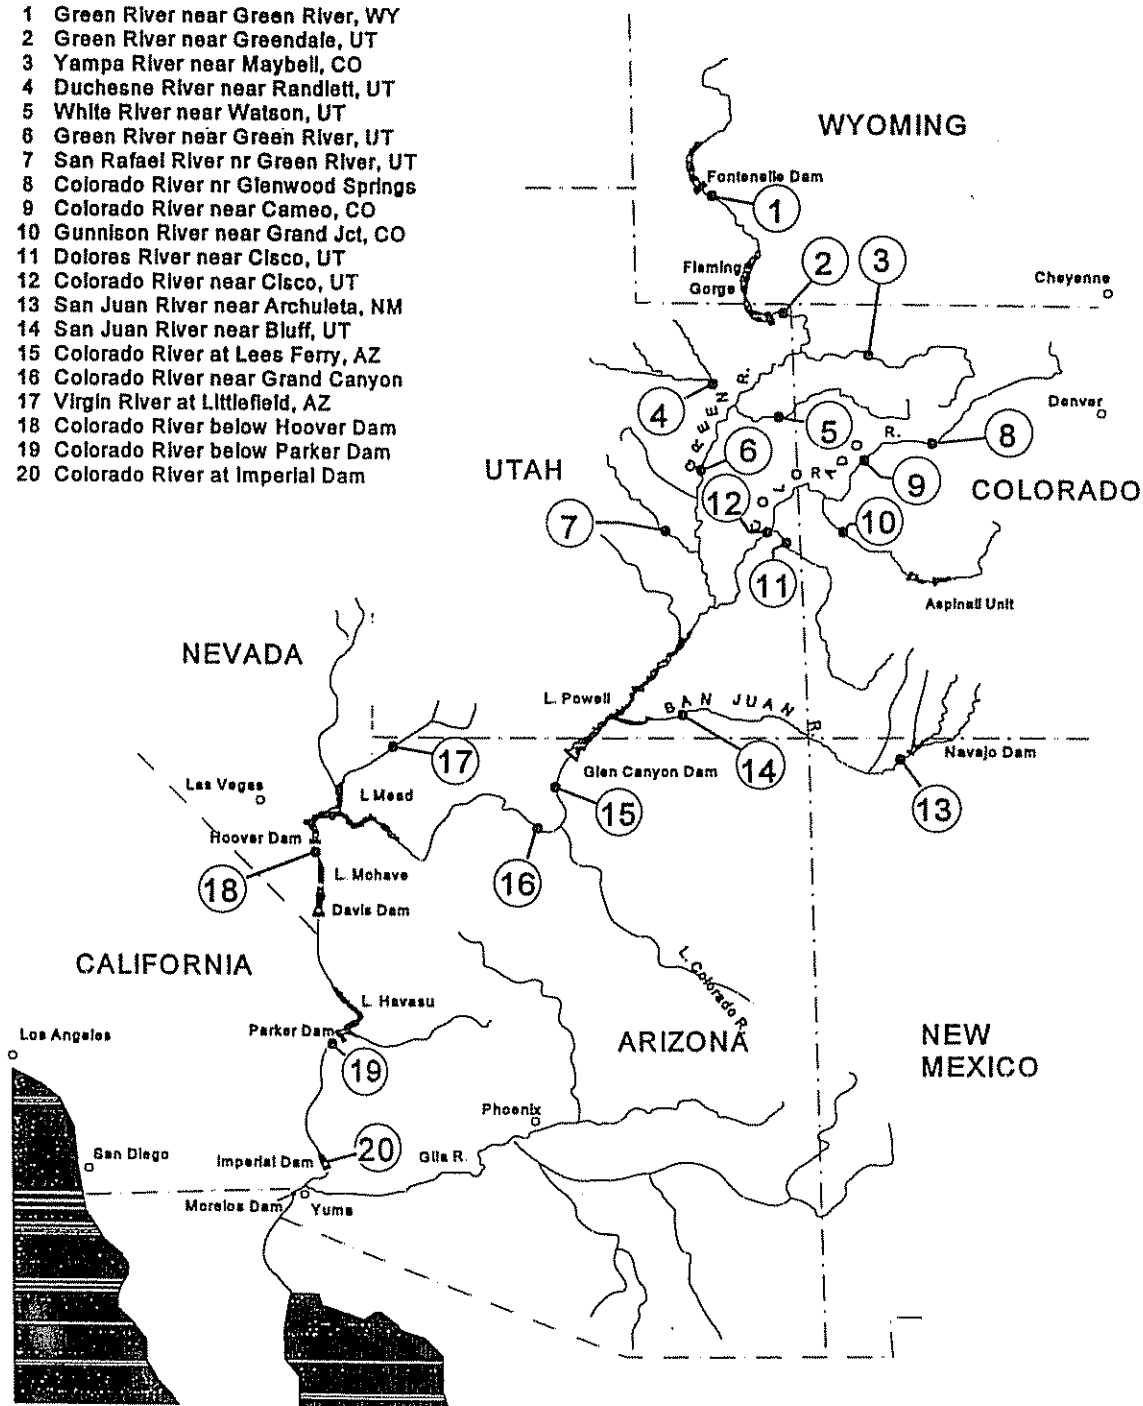 1 Green River near Green River, WY
2 Green River near Greendale, UT
3 Yampa River near Maybell, CO
4 Duchesne River near Randlett, UT
5 White River near Watson, UT
6 Green River near Green River, UT
7 San Rafael River nr Green River, UT
8 Colorado River nr Glenwood Springs
9 Colorado River near Cameo, CO
10 Gunnison River near Grand Jct, CO
11 Dolores River near Cisco, UT
12 Colorado River near Cisco, UT
13 San Juan River near Archuleta, NM
14 San Juan River near Bluff, UT
15 Colorado River at Lees Ferry, AZ
16 Colorado River near Grand Canyon
17 Virgin River at Littlefield, AZ
18 Colorado River below Hoover Dam
19 Colorado River below Parker Dam
20 Colorado River at Imperial Dam
WYOMING
Fontenelle Dam
1
Flaming
Gorge
2
3
Cheyenne
4
GREEN R.
5
Denver
6
COLORADO R.
8
UTAH
9
COLORADO
12
7
10
11
Aspinall Unit
NEVADA
L. Powell
SAN JUAN R.
17
Glen Canyon Dam
14
Navajo Dam
Las Vegas
L Mead
15
13
Hoover Dam
18
L. Mohave
16
Davis Dam
CALIFORNIA
L. Colorado R.
L. Havasu
Parker Dam
Los Angeles
19
ARIZONA
NEW
MEXICO
Phoenix
San Diego
Imperial Dam
20
Gila R.
Morelos Dam
Yuma